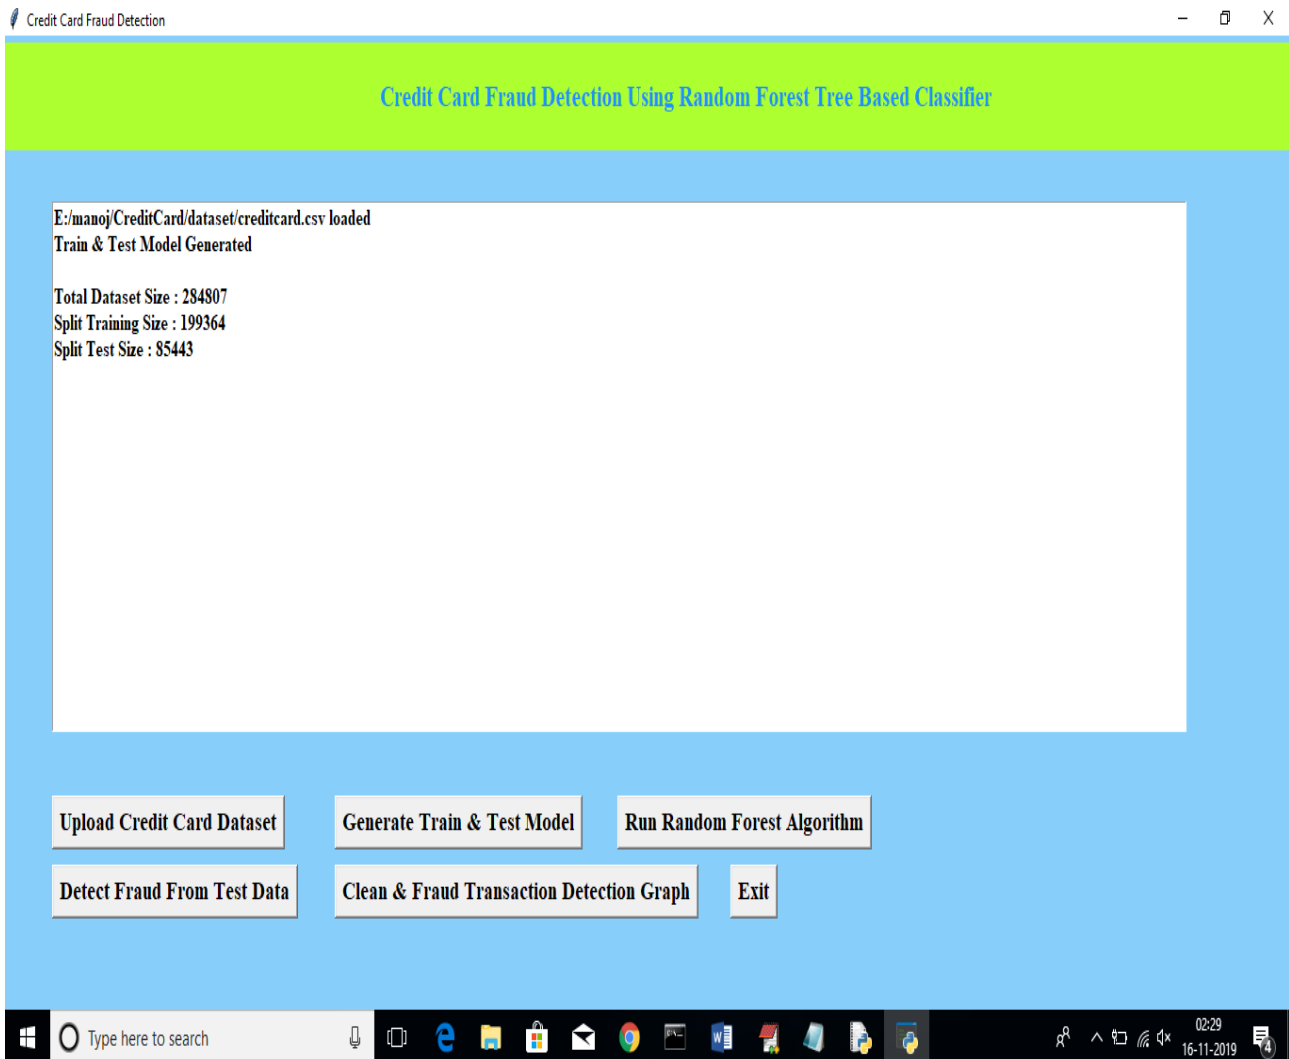 Credit Card Fraud Detection
Credit Card Fraud Detection Using Random Forest Tree Based Classifier
E:/manoj/CreditCard/dataset/creditcard.csv loaded
Train & Test Model Generated
Total Dataset Size : 284807
Split Training Size : 199364
Split Test Size : 85443
Upload Credit Card Dataset
Generate Train & Test Model
Run Random Forest Algorithm
Detect Fraud From Test Data
Clean & Fraud Transaction Detection Graph
Exit
Type here to search
02:29
16-11-2019
4